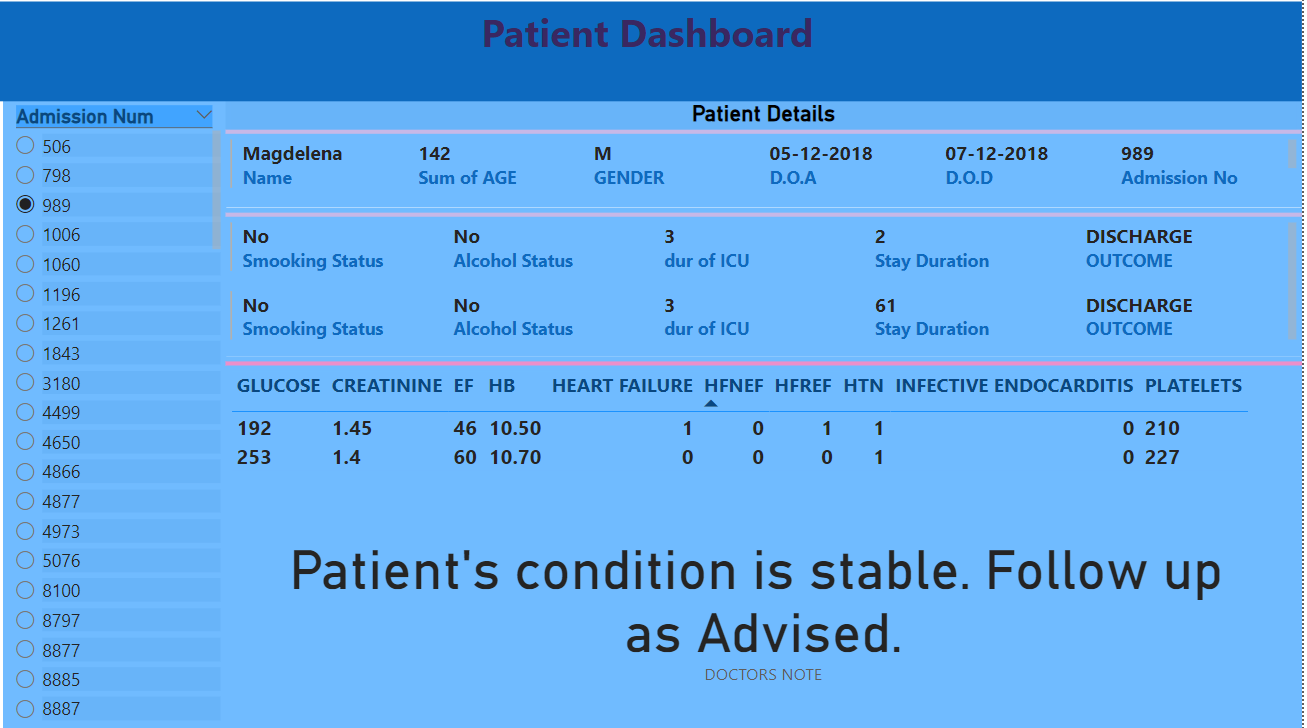 Patient Dashboard
Admission Num
506
798
989
1006
1060
1196
1261
1843
3180
4499
4650
4866
4877
4973
5076
8100
8797
8877
8885
8887
Patient Details
Magdelena 142 M 05-12-2018 07-12-2018 989
Name Sum of AGE GENDER D.O.A D.O.D Admission No
No No 3 2 DISCHARGE
Smooking Status Alcohol Status dur of ICU Stay Duration OUTCOME
No No 3 61 DISCHARGE
Smooking Status Alcohol Status dur of ICU Stay Duration OUTCOME
GLUCOSE CREATININE EF HB HEART FAILURE HFNEF HFREF HTN INFECTIVE ENDOCARDITIS PLATELETS
192 1.45 46 10.50 1 0 1 1 0 210
253 1.4 60 10.70 0 0 0 1 0 227
Patient's condition is stable. Follow up
as Advised.
DOCTORS NOTE